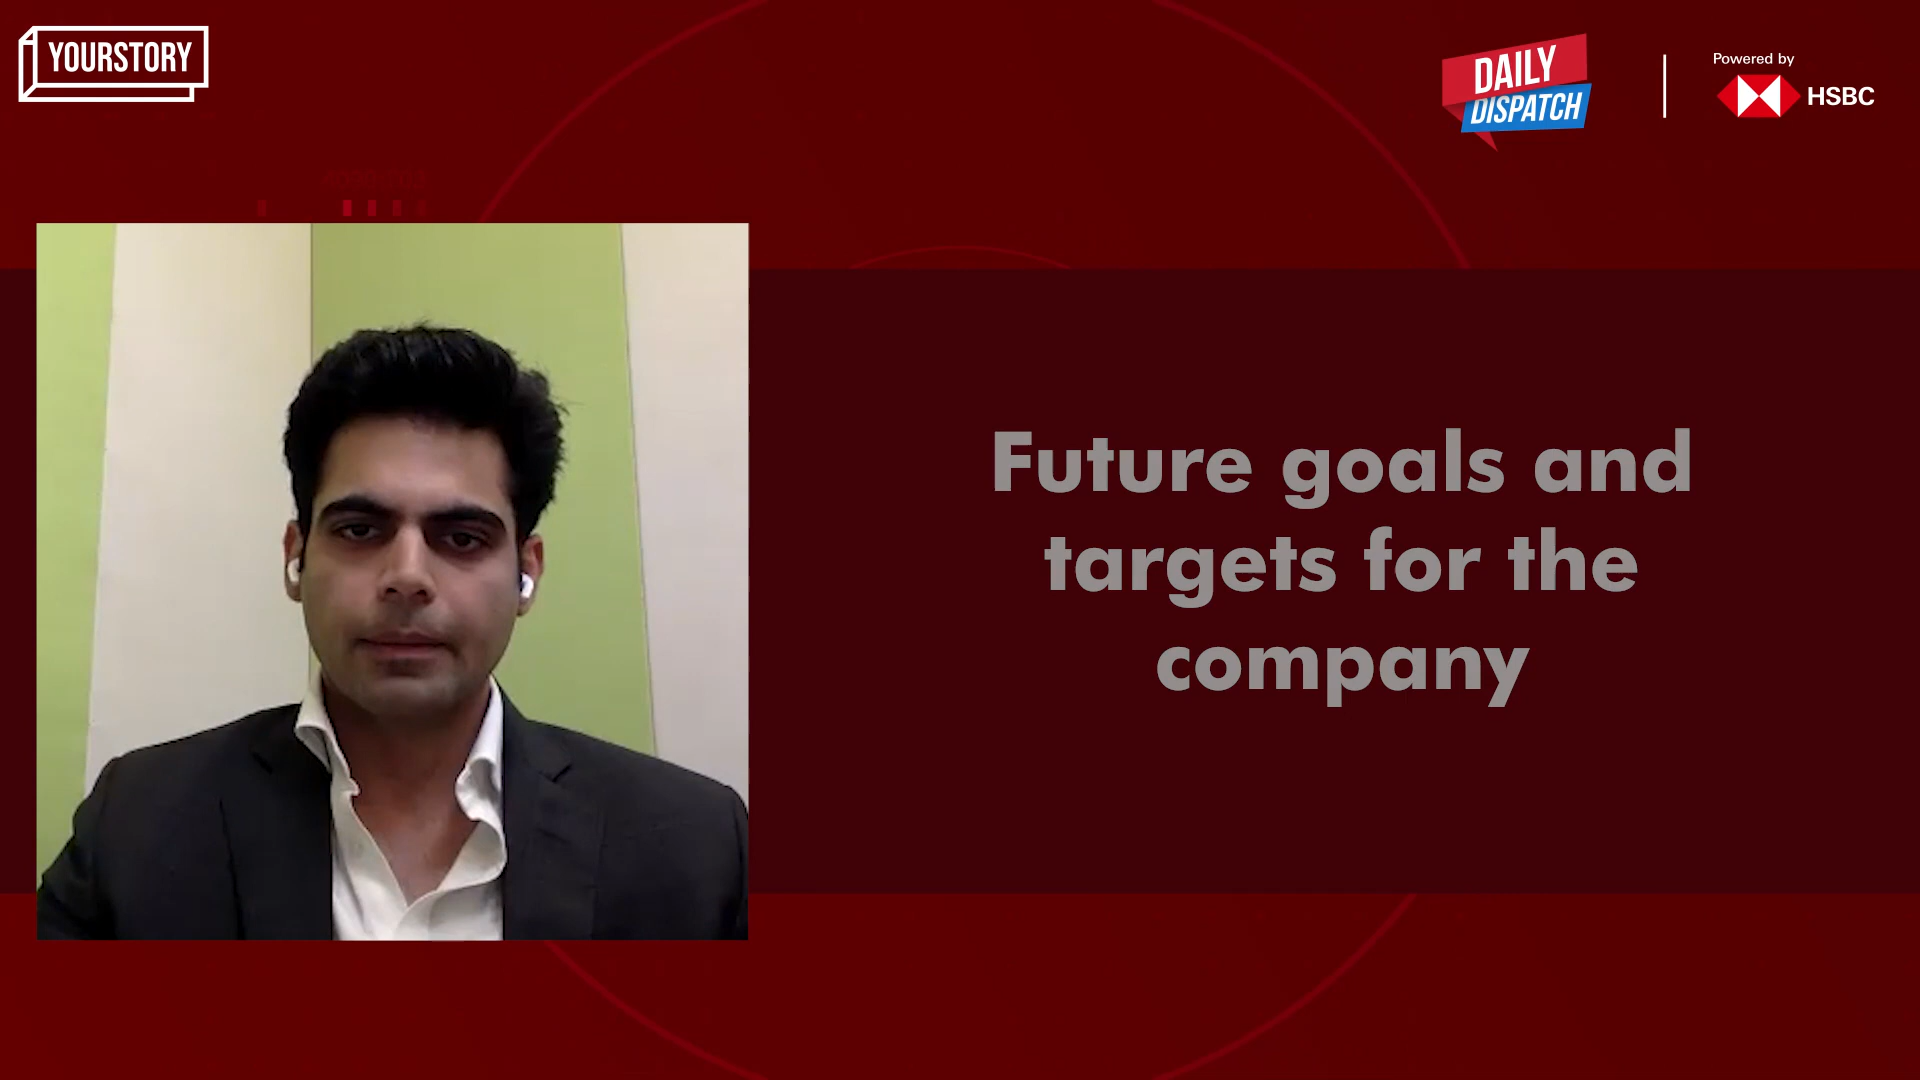 YOURSTORY
DAILY
DISPATCH
Powered by
HSBC
Future goals and
targets for the
company